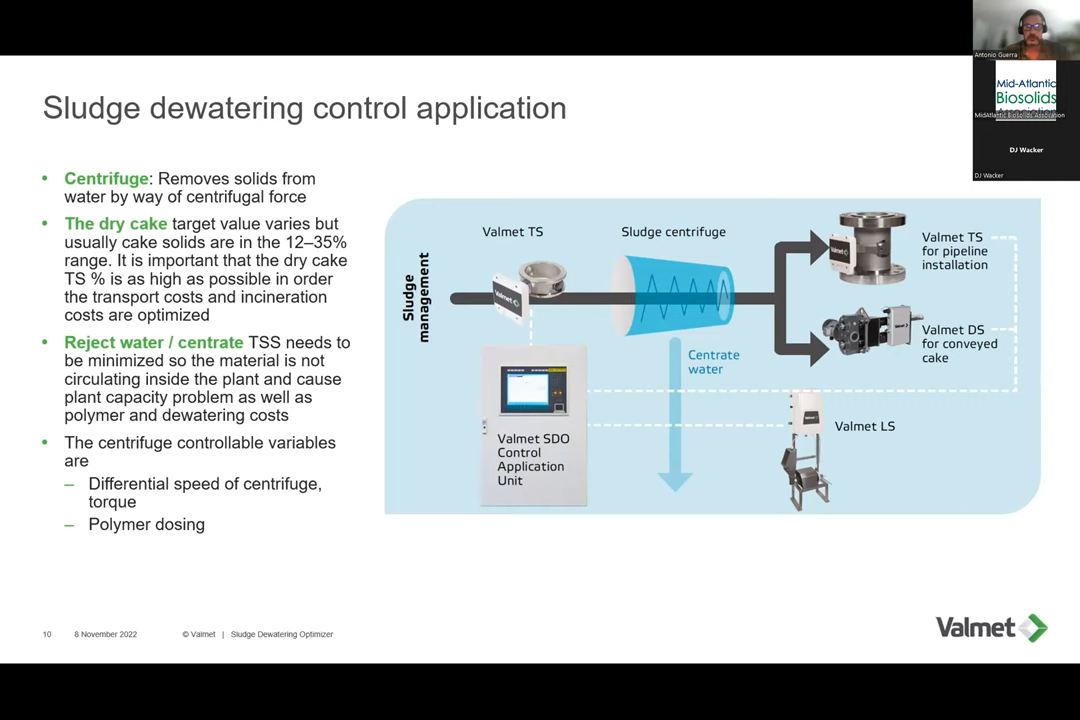 Antonio Guerra
Mid-Atlantic
Biosolids
Association
MidAtlantic Biosolids Association
DJ Wacker
DJ Wacker
Sludge dewatering control application
• Centrifuge: Removes solids from
water by way of centrifugal force
• The dry cake target value varies but
usually cake solids are in the 12–35%
range. It is important that the dry cake
TS % is as high as possible in order
the transport costs and incineration
costs are optimized
• Reject water / centrate TSS needs to
be minimized so the material is not
circulating inside the plant and cause
plant capacity problem as well as
polymer and dewatering costs
• The centrifuge controllable variables
are
– Differential speed of centrifuge,
torque
– Polymer dosing
Sludge
management
Valmet TS
Sludge centrifuge
Valmet TS
for pipeline
installation
Valmet DS
for conveyed
cake
Centrate
water
Valmet
Valmet SDO
Control
Application
Unit
Valmet LS
10
8 November 2022
© Valmet | Sludge Dewatering Optimizer
Valmet